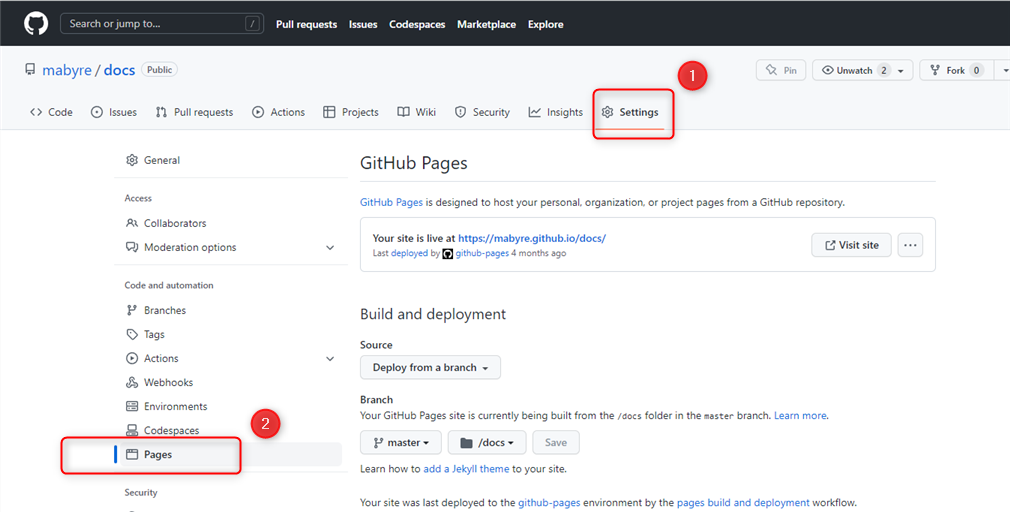 Search or jump to... /
Pull requests Issues Codespaces Marketplace Explore
mabyre / docs Public
Pin
Unwatch 2
Fork 0
1
Code Issues Pull requests Actions Projects Wiki Security Insights Settings
General
Access
Collaborators
Moderation options
Code and automation
Branches
Tags
Actions
Webhooks
Environments
Codespaces
2
Pages
Security
GitHub Pages
GitHub Pages is designed to host your personal, organization, or project pages from a GitHub repository.
Your site is live at https://mabyre.github.io/docs/
Last deployed by github-pages 4 months ago
Visit site
Build and deployment
Source
Deploy from a branch
Branch
Your GitHub Pages site is currently being built from the /docs folder in the master branch. Learn more.
master /docs Save
Learn how to add a Jekyll theme to your site.
Your site was last deployed to the github-pages environment by the pages build and deployment workflow.